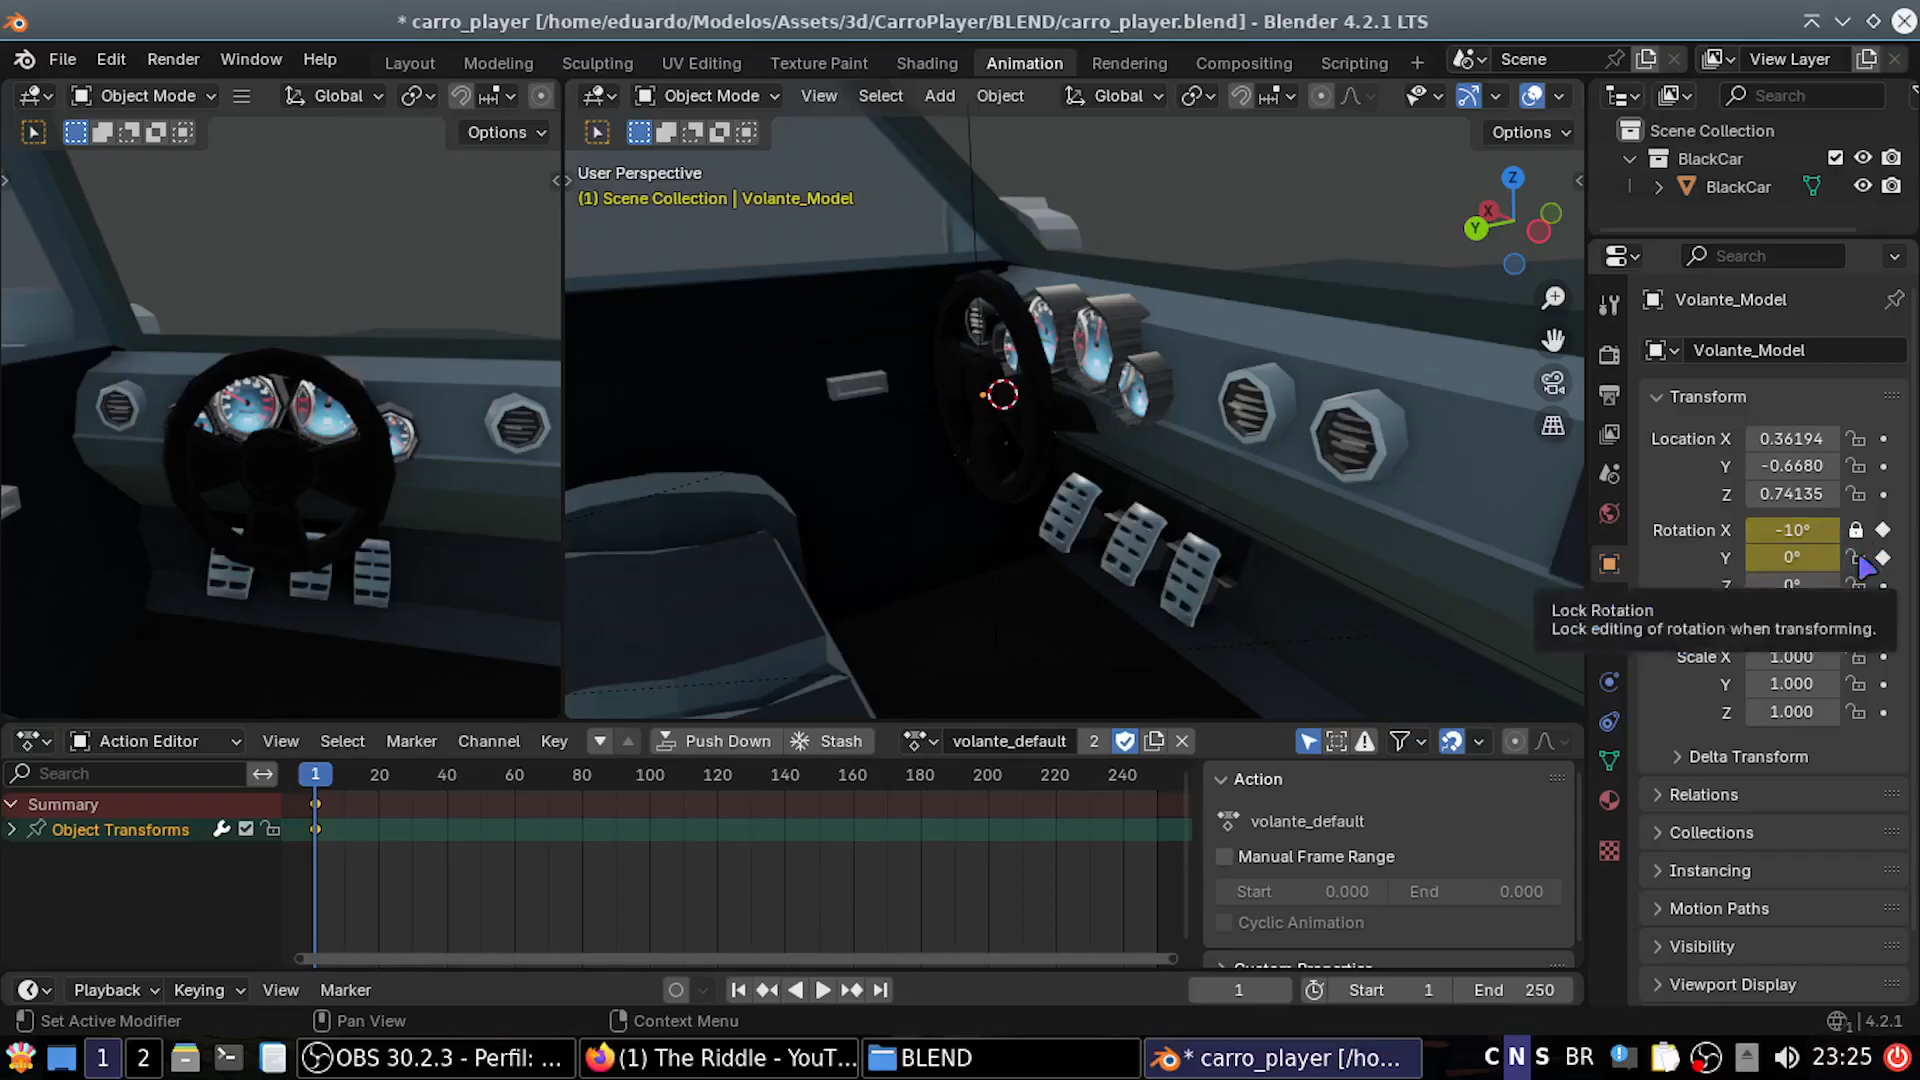 * carro_player [/home/eduardo/Modelos/Assets/3d/CarroPlayer/BLEND/carro_player.blend] - Blender 4.2.1 LTS
File Edit Render Window Help Layout Modeling Sculpting UV Editing Texture Paint Shading Animation Rendering Compositing Scripting + Scene View Layer
Object Mode Global Object Mode View Select Add Object Global Search
Options Options
Scene Collection
BlackCar
BlackCar
User Perspective
(1) Scene Collection | Volante_Model
Z
X
Y
Search
Volante_Model
Volante_Model
Transform
Location X 0.36194
Y -0.6680
Z 0.74135
Rotation X -10°
Y 0°
0°
Lock Rotation
Lock editing of rotation when transforming.
Scale X 1.000
Y 1.000
Z 1.000
Delta Transform
Relations
Collections
Instancing
Motion Paths
Visibility
Viewport Display
Action Editor View Select Marker Channel Key Push Down Stash volante_default 2
Search 1 20 40 60 80 100 120 140 160 180 200 220 240
Summary
Object Transforms
Action
volante_default
Manual Frame Range
Start 0.000 End 0.000
Cyclic Animation
Playback Keying View Marker 1 Start 1 End 250
Set Active Modifier Pan View Context Menu 4.2.1
1 2 OBS 30.2.3 - Perfil: ... (1) The Riddle - YouT... BLEND * carro_player [/ho... C N S BR 23:25